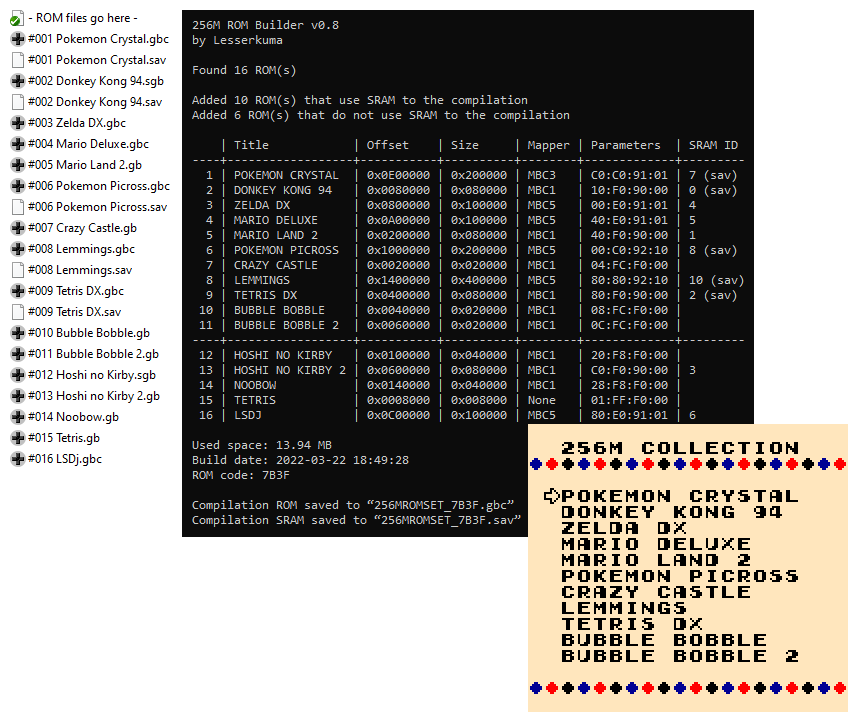 - ROM files go here -
#001 Pokemon Crystal.gbc
#001 Pokemon Crystal.sav
#002 Donkey Kong 94.sgb
#002 Donkey Kong 94.sav
#003 Zelda DX.gbc
#004 Mario Deluxe.gbc
#005 Mario Land 2.gb
#006 Pokemon Picross.gbc
#006 Pokemon Picross.sav
#007 Crazy Castle.gb
#008 Lemmings.gbc
#008 Lemmings.sav
#009 Tetris DX.gbc
#009 Tetris DX.sav
#010 Bubble Bobble.gb
#011 Bubble Bobble 2.gb
#012 Hoshi no Kirby.sgb
#013 Hoshi no Kirby 2.gb
#014 Noobow.gb
#015 Tetris.gb
#016 LSDj.gbc
256M ROM Builder v0.8
by Lesserkuma
Found 16 ROM(s)
Added 10 ROM(s) that use SRAM to the compilation
Added 6 ROM(s) that do not use SRAM to the compilation
| Title | Offset | Size | Mapper | Parameters | SRAM ID
----+------------------+-----------+----------+--------+-------------+---------
1 | POKEMON CRYSTAL | 0x0E00000 | 0x200000 | MBC3 | C0:C0:91:01 | 7 (sav)
2 | DONKEY KONG 94 | 0x0080000 | 0x080000 | MBC1 | 10:F0:90:00 | 0 (sav)
3 | ZELDA DX | 0x0800000 | 0x100000 | MBC5 | 00:E0:91:01 | 4
4 | MARIO DELUXE | 0x0A00000 | 0x100000 | MBC5 | 40:E0:91:01 | 5
5 | MARIO LAND 2 | 0x0200000 | 0x080000 | MBC1 | 40:F0:90:00 | 1
6 | POKEMON PICROSS | 0x1000000 | 0x200000 | MBC5 | 00:C0:92:10 | 8 (sav)
7 | CRAZY CASTLE | 0x0020000 | 0x020000 | MBC1 | 04:FC:F0:00 |
8 | LEMMINGS | 0x1400000 | 0x400000 | MBC5 | 80:80:92:10 | 10 (sav)
9 | TETRIS DX | 0x0400000 | 0x080000 | MBC1 | 80:F0:90:00 | 2 (sav)
10 | BUBBLE BOBBLE | 0x0040000 | 0x020000 | MBC1 | 08:FC:F0:00 |
11 | BUBBLE BOBBLE 2 | 0x0060000 | 0x020000 | MBC1 | 0C:FC:F0:00 |
----+------------------+-----------+----------+--------+-------------+---------
12 | HOSHI NO KIRBY | 0x0100000 | 0x040000 | MBC1 | 20:F8:F0:00 |
13 | HOSHI NO KIRBY 2 | 0x0600000 | 0x080000 | MBC1 | C0:F0:90:00 | 3
14 | NOOBOW | 0x0140000 | 0x040000 | MBC1 | 28:F8:F0:00 |
15 | TETRIS | 0x0008000 | 0x008000 | None | 01:FF:F0:00 |
16 | LSDJ | 0x0C00000 | 0x100000 | MBC5 | 80:E0:91:01 | 6
Used space: 13.94 MB
Build date: 2022-03-22 18:49:28
ROM code: 7B3F
Compilation ROM saved to “256MROMSET_7B3F.gbc”
Compilation SRAM saved to “256MROMSET_7B3F.sav”
256M COLLECTION
POKEMON CRYSTAL
DONKEY KONG 94
ZELDA DX
MARIO DELUXE
MARIO LAND 2
POKEMON PICROSS
CRAZY CASTLE
LEMMINGS
TETRIS DX
BUBBLE BOBBLE
BUBBLE BOBBLE 2